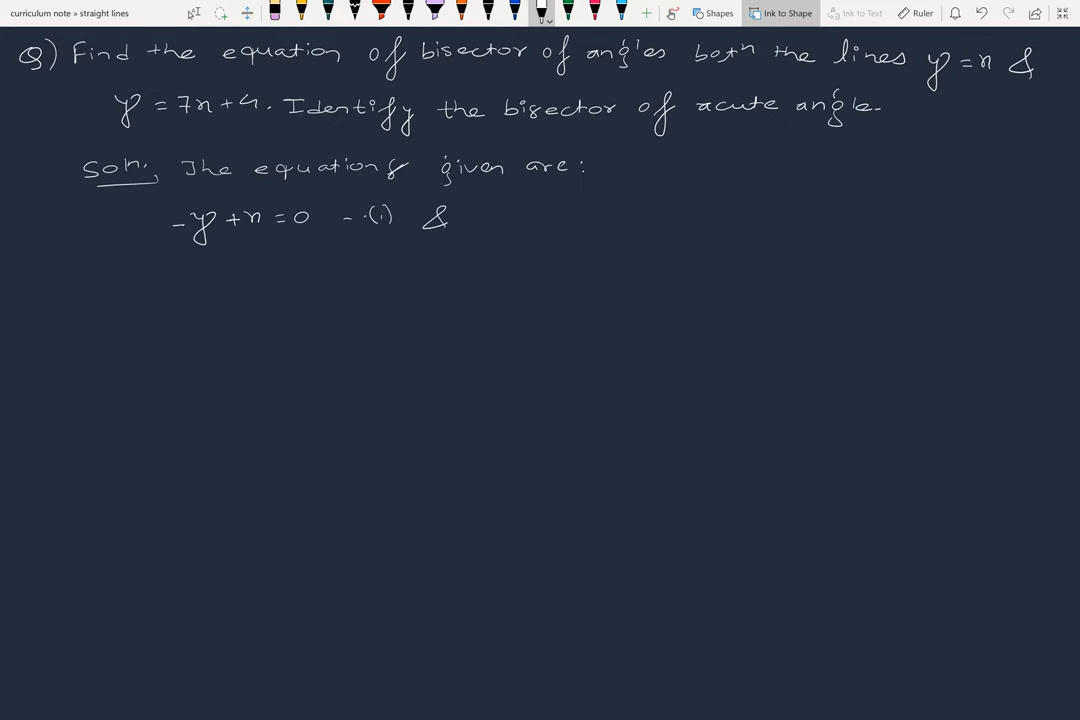 curriculum note » straight lines
Shapes Ink to Shape Ink to Text Ruler
Q) Find the equation of bisector of angles both the lines y = x &
y = 7x + 4. Identify the bisector of acute angle.
Soln. The equations given are:
-y + x = 0 - .(i) &